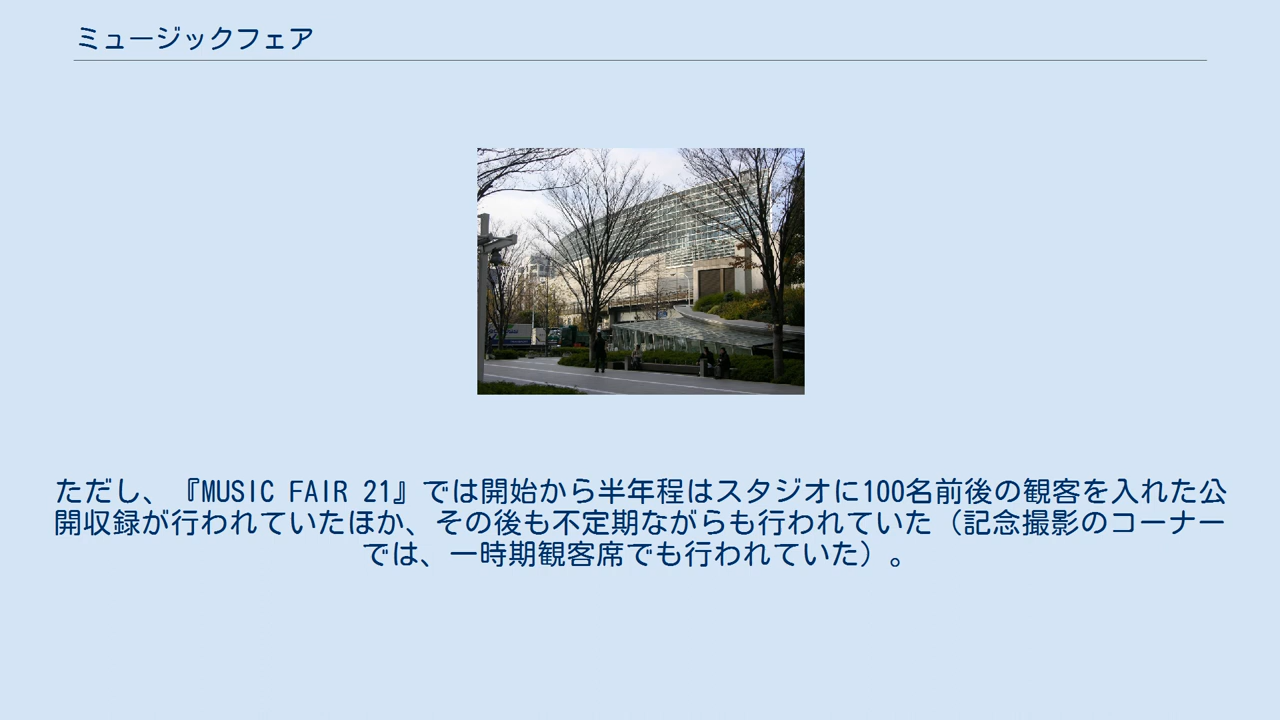 ミュージックフェア
ただし、『MUSIC FAIR 21』では開始から半年程はスタジオに100名前後の観客を入れた公
開収録が行われていたほか、その後も不定期ながらも行われていた（記念撮影のコーナー
では、一時期観客席でも行われていた）。